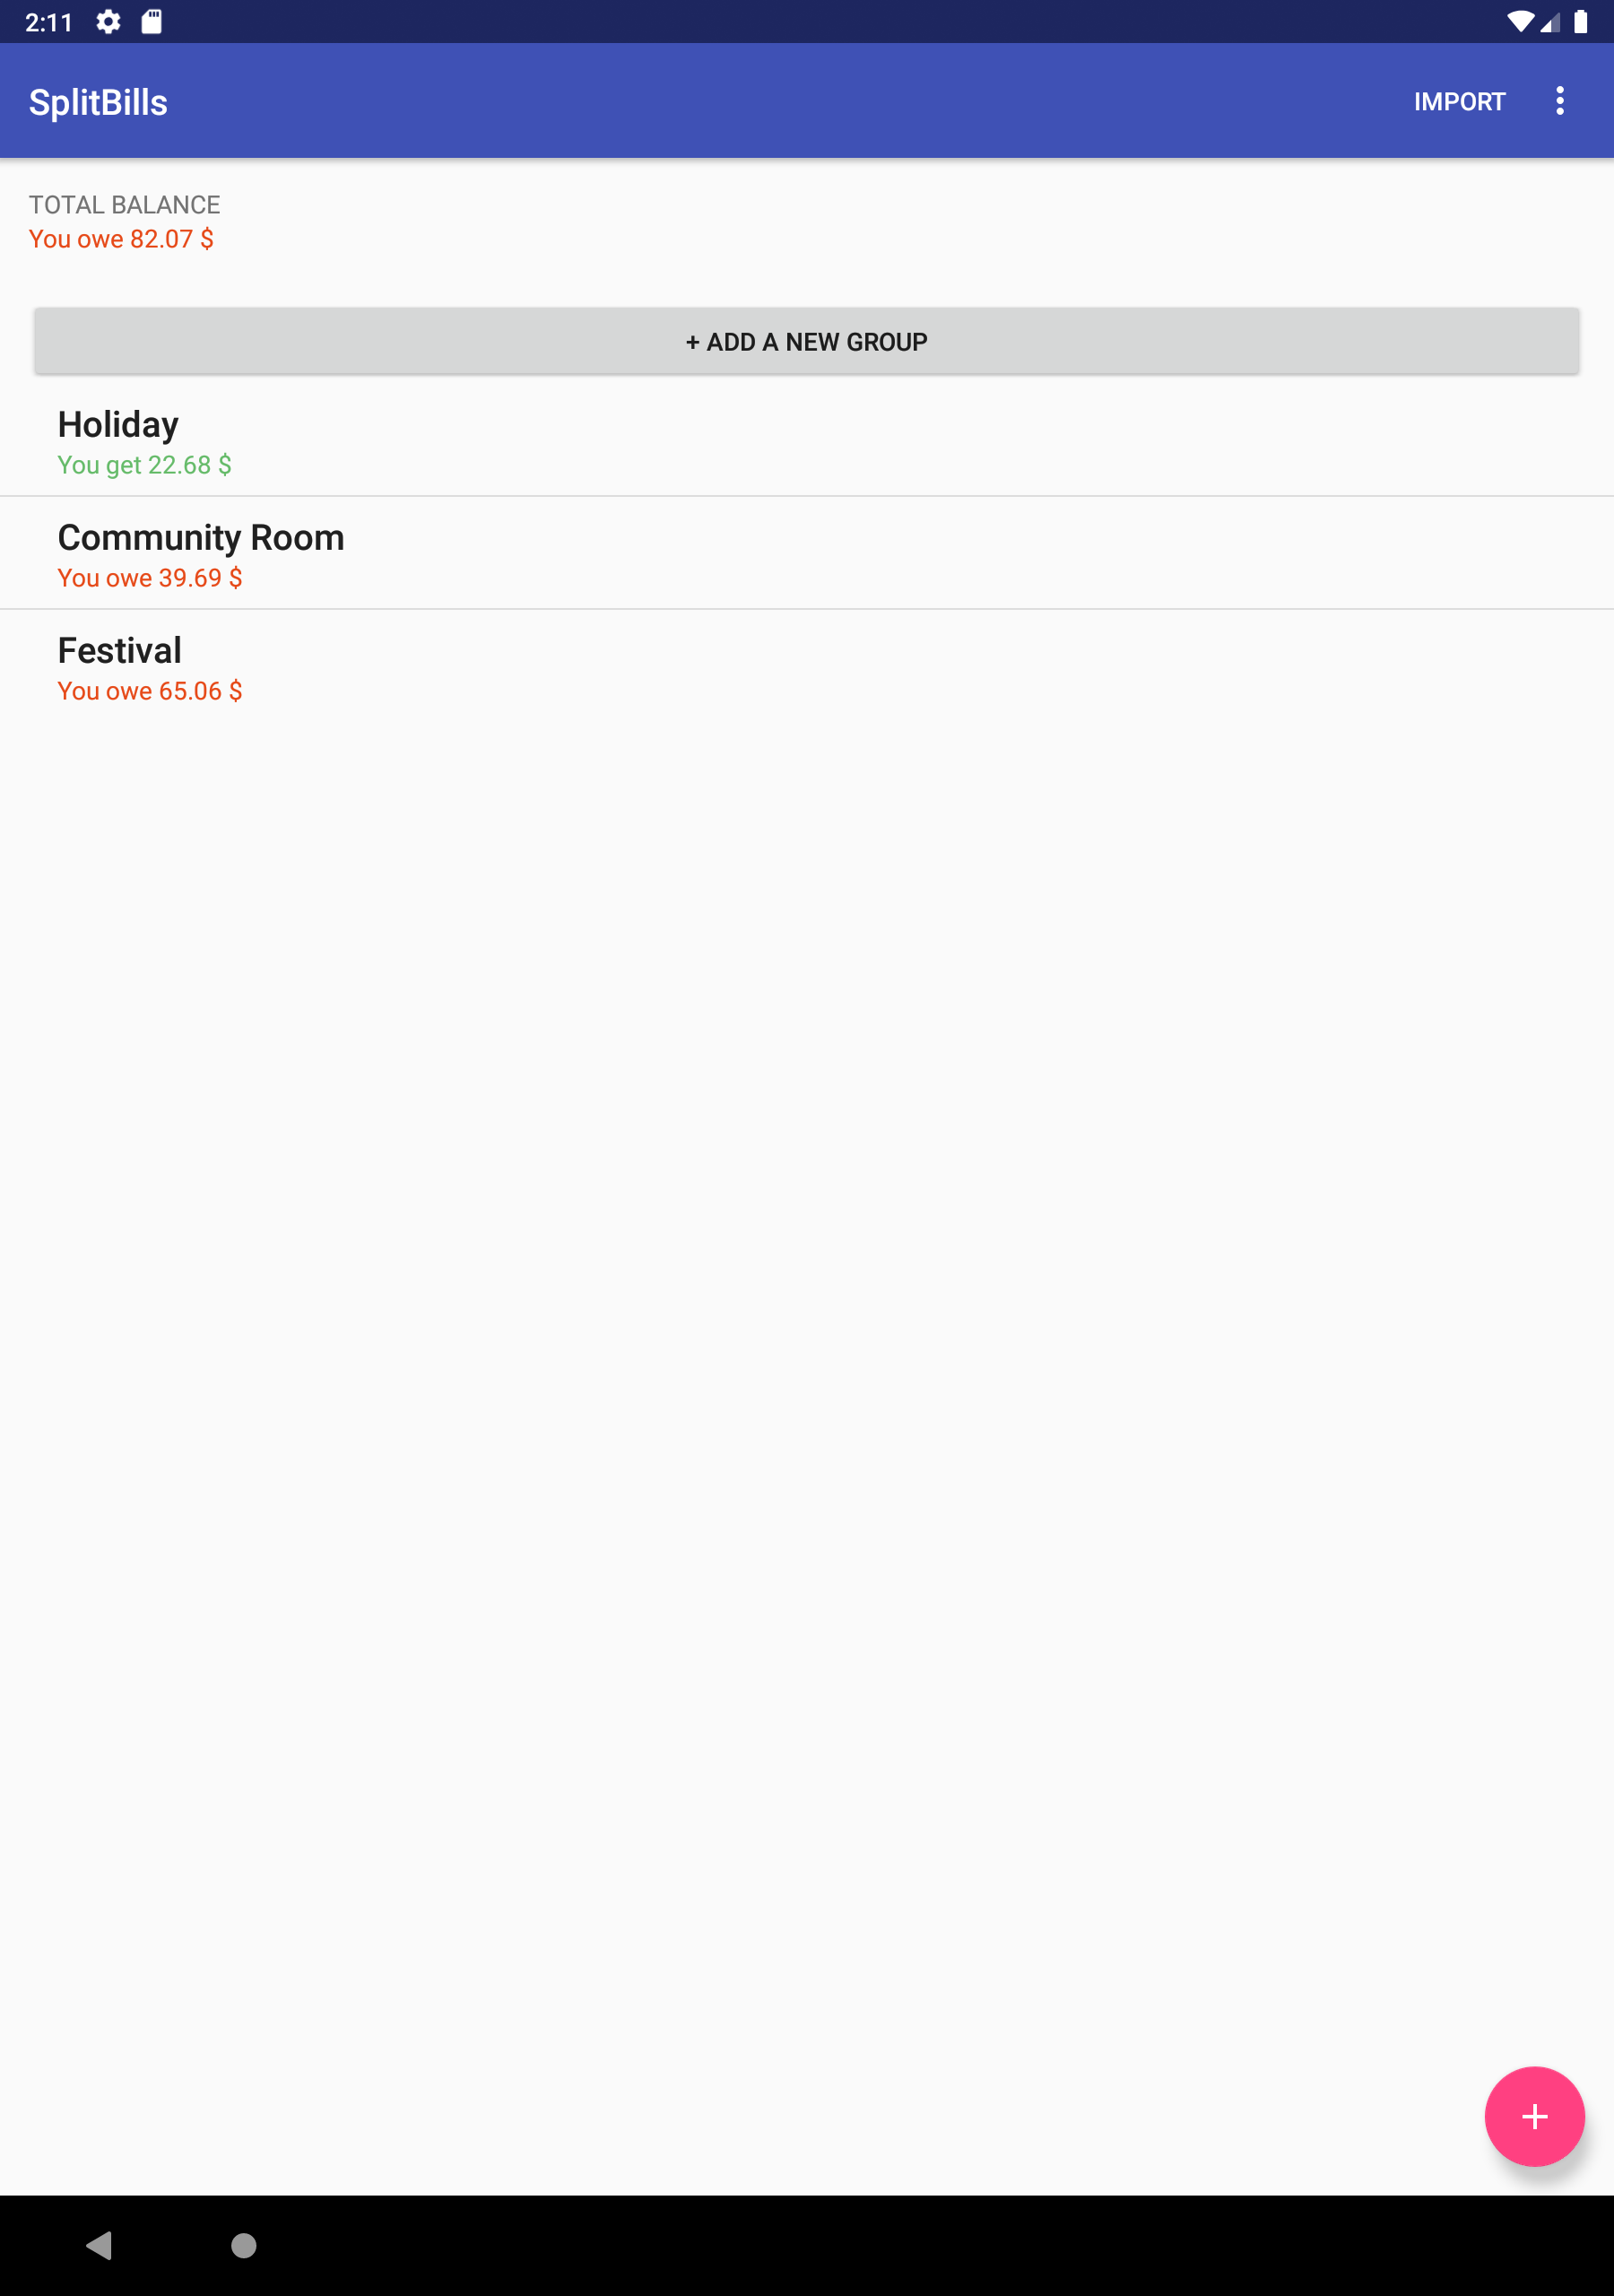 2:11
SplitBills
IMPORT
TOTAL BALANCE
You owe 82.07 $
+ ADD A NEW GROUP
Holiday
You get 22.68 $
Community Room
You owe 39.69 $
Festival
You owe 65.06 $